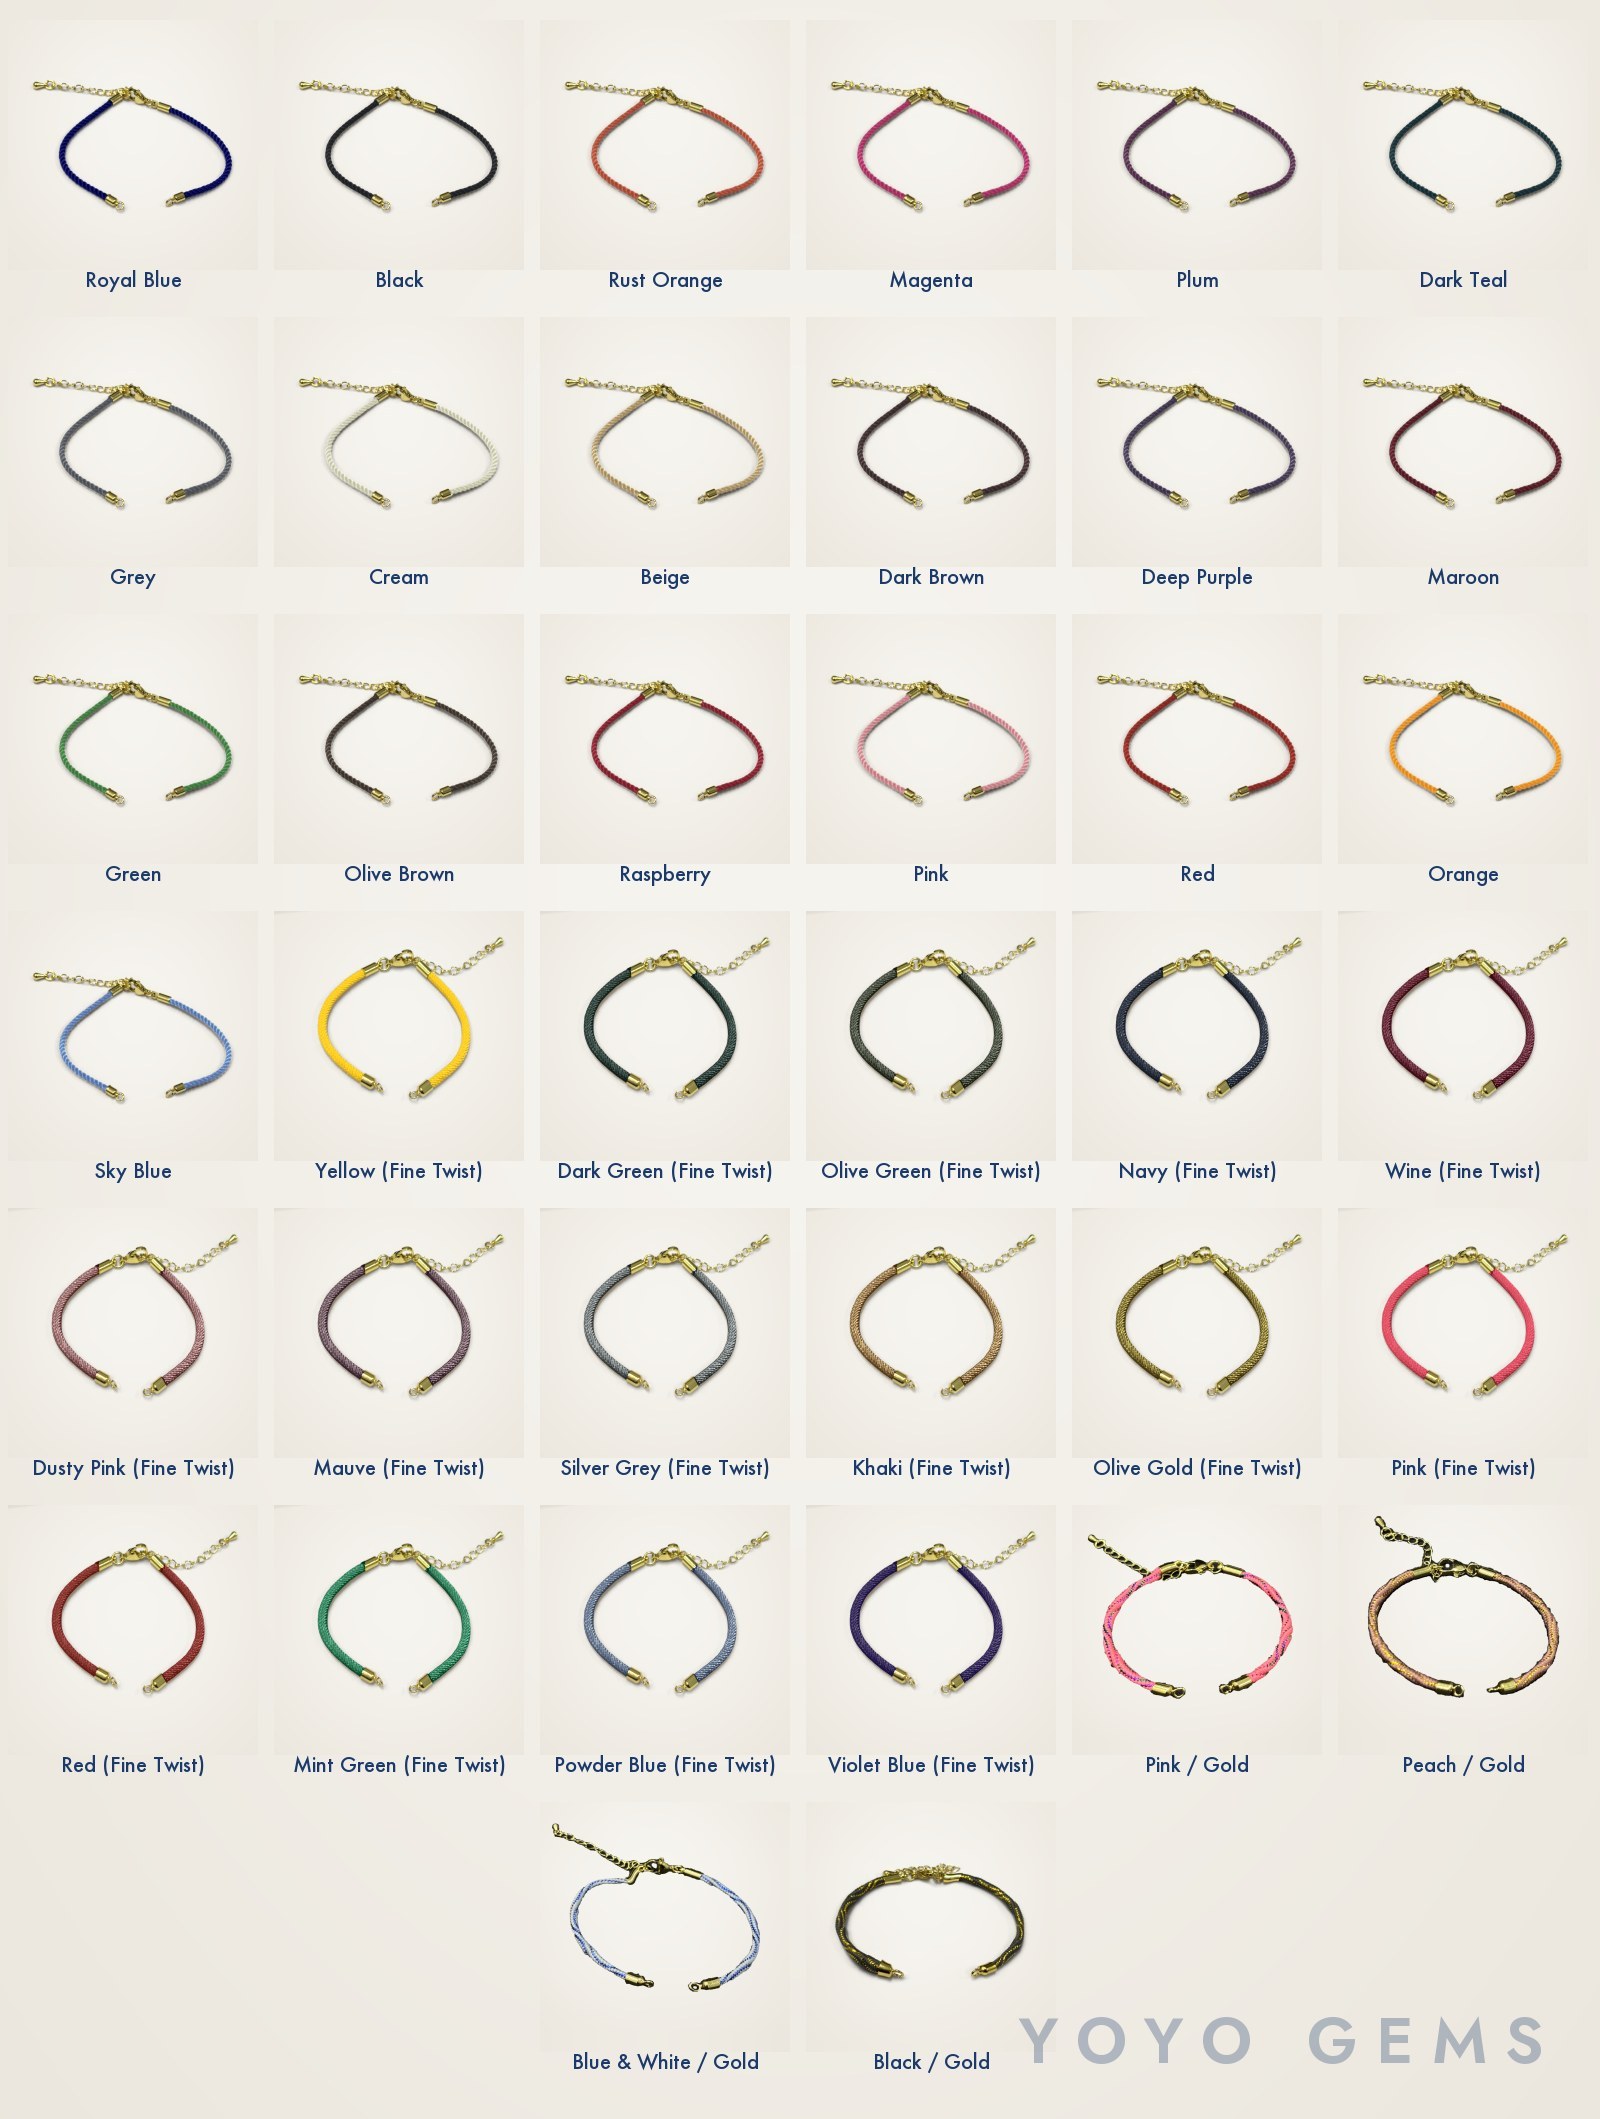 Royal Blue
Black
Rust Orange
Magenta
Plum
Dark Teal
Grey
Cream
Beige
Dark Brown
Deep Purple
Maroon
Green
Olive Brown
Raspberry
Pink
Red
Orange
Sky Blue
Yellow (Fine Twist)
Dark Green (Fine Twist)
Olive Green (Fine Twist)
Navy (Fine Twist)
Wine (Fine Twist)
Dusty Pink (Fine Twist)
Mauve (Fine Twist)
Silver Grey (Fine Twist)
Khaki (Fine Twist)
Olive Gold (Fine Twist)
Pink (Fine Twist)
Red (Fine Twist)
Mint Green (Fine Twist)
Powder Blue (Fine Twist)
Violet Blue (Fine Twist)
Pink / Gold
Peach / Gold
Blue & White / Gold
Black / Gold
YOYO GEMS